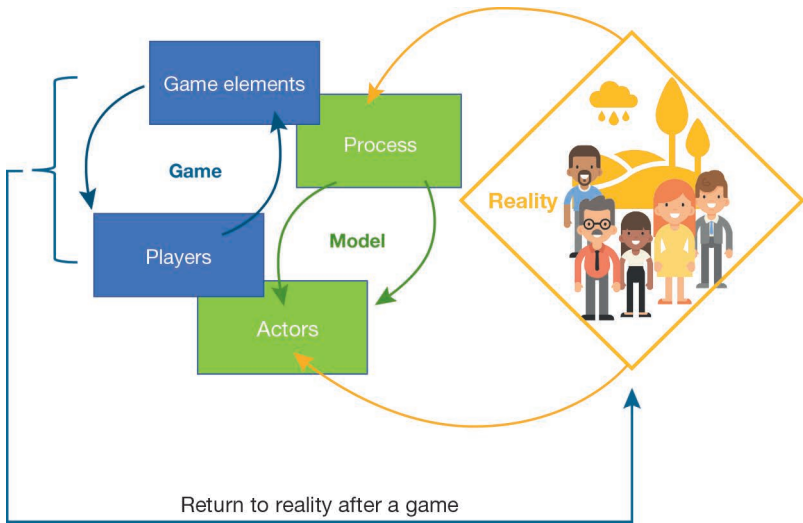 Game elements
Process
Game
Reality
Players
Model
Actors
Return to reality after a game